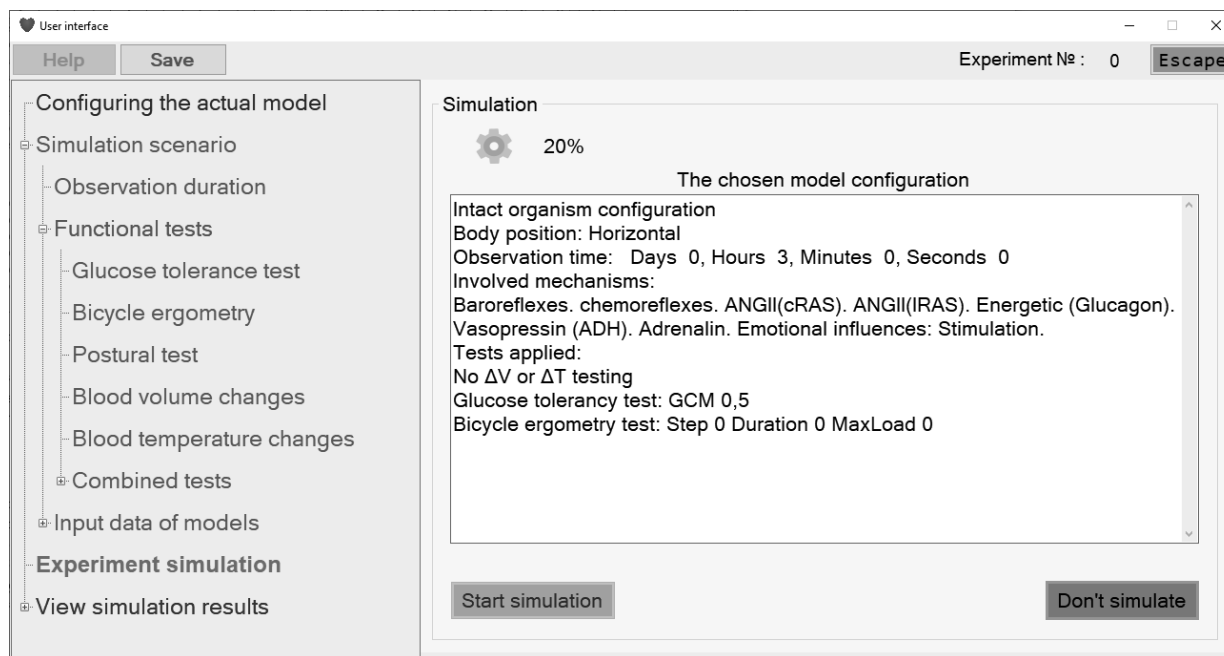 User interface
Help Save Experiment № : 0 Escape
Configuring the actual model
Simulation scenario
Observation duration
Functional tests
Glucose tolerance test
Bicycle ergometry
Postural test
Blood volume changes
Blood temperature changes
Combined tests
Input data of models
Experiment simulation
View simulation results
Simulation
20%
The chosen model configuration
Intact organism configuration
Body position: Horizontal
Observation time: Days 0, Hours 3, Minutes 0, Seconds 0
Involved mechanisms:
Baroreflexes. chemoreflexes. ANGII(cRAS). ANGII(lRAS). Energetic (Glucagon).
Vasopressin (ADH). Adrenalin. Emotional influences: Stimulation.
Tests applied:
No ΔV or ΔT testing
Glucose tolerancy test: GCM 0,5
Bicycle ergometry test: Step 0 Duration 0 MaxLoad 0
Start simulation Don't simulate